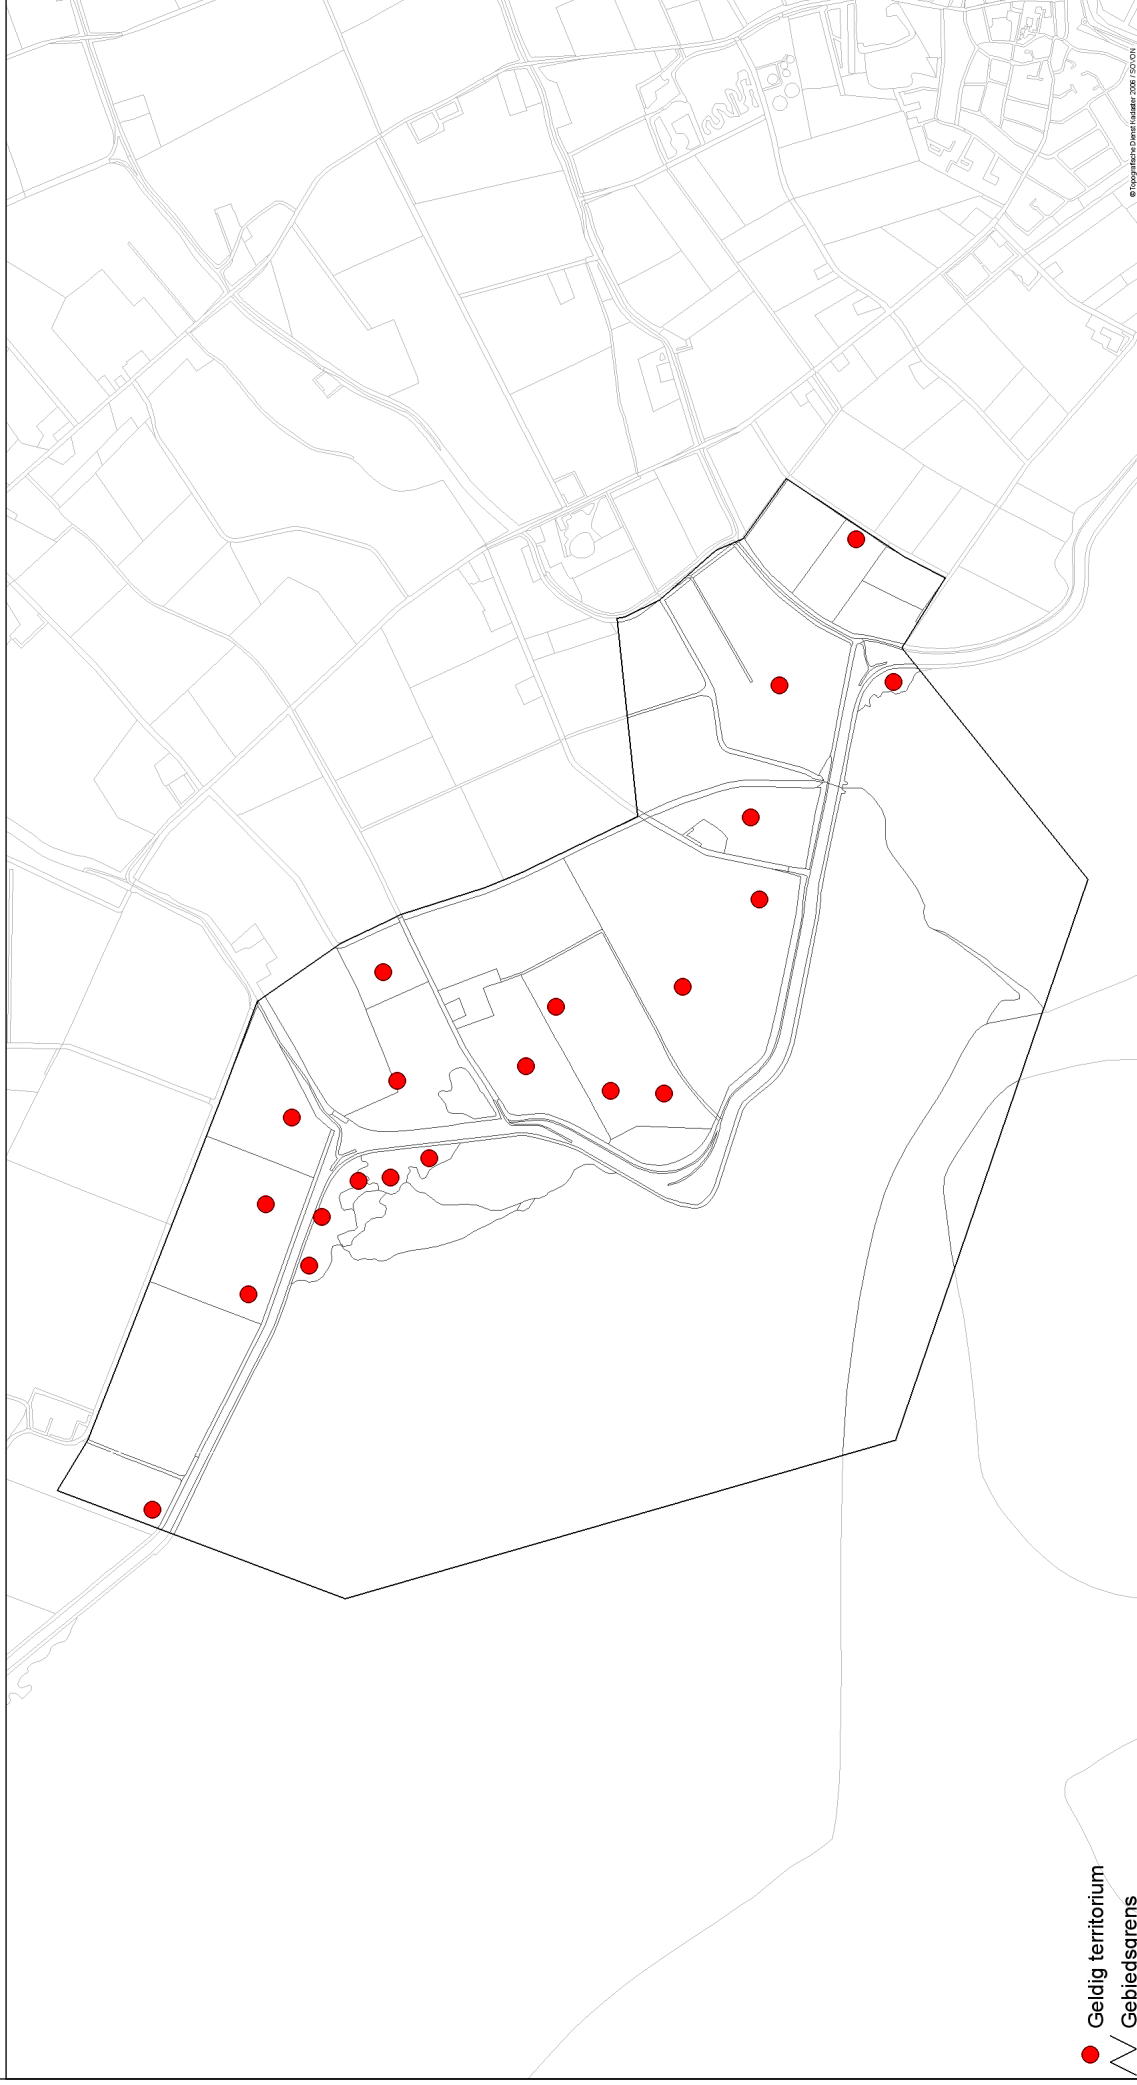 © Topografische Dienst Kadaster 2006 / SOVON
Geldig territorium
Gebiedsgrens